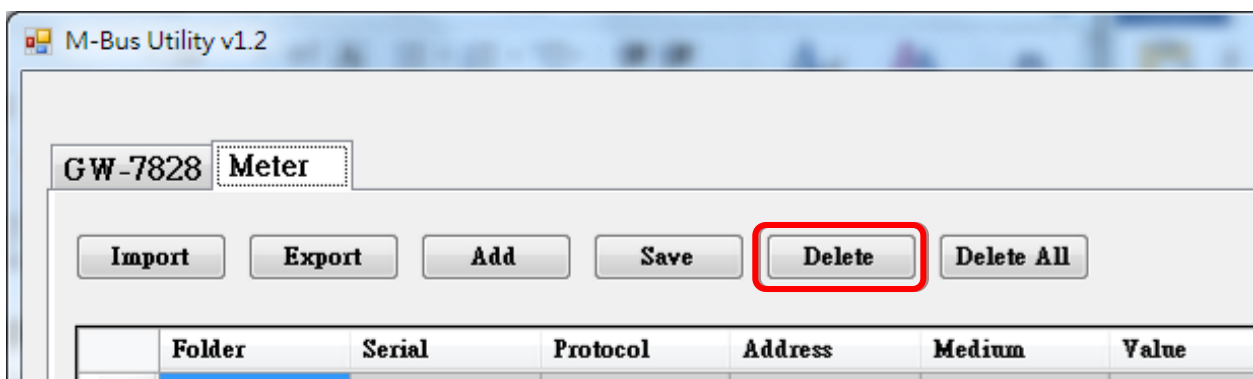 M-Bus Utility v1.2
GW-7828 Meter
Import Export Add Save Delete Delete All
Folder Serial Protocol Address Medium Value